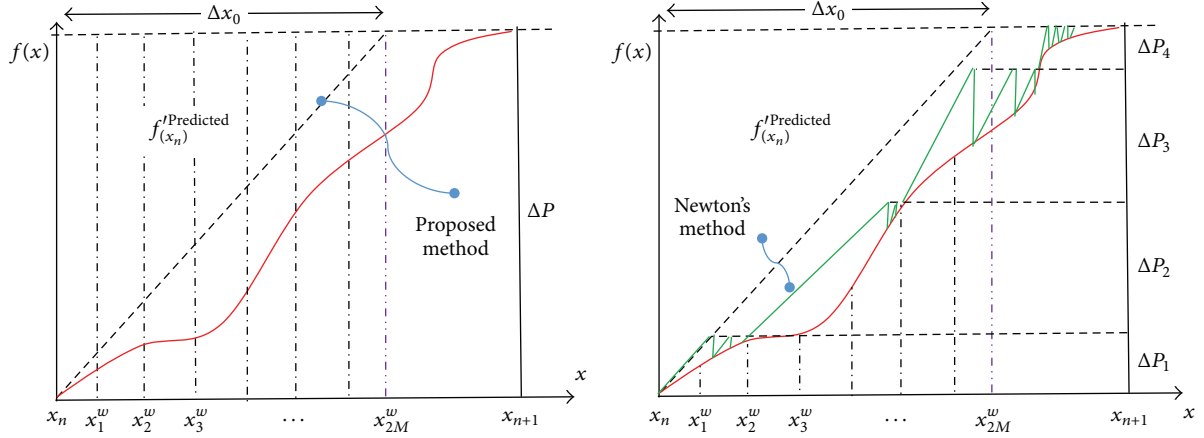 Δx₀
f(x)
f′ᴾʳᵉᵈⁱᶜᵗᵉᵈ₍ₓₙ₎
Proposed
method
ΔP
x
xₙ x₁ʷ x₂ʷ x₃ʷ ⋯ x₂Mʷ xₙ₊₁
Δx₀
f(x)
f′ᴾʳᵉᵈⁱᶜᵗᵉᵈ₍ₓₙ₎
Newton's
method
ΔP₄
ΔP₃
ΔP₂
ΔP₁
xₙ x₁ʷ x₂ʷ x₃ʷ ⋯ x₂Mʷ xₙ₊₁ x